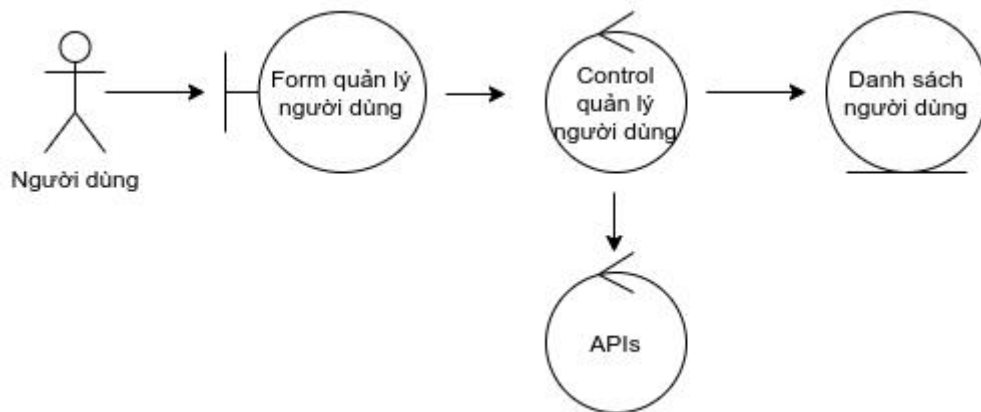 Người dùng
Form quản lý
người dùng
Control
quản lý
người dùng
Danh sách
người dùng
APIs